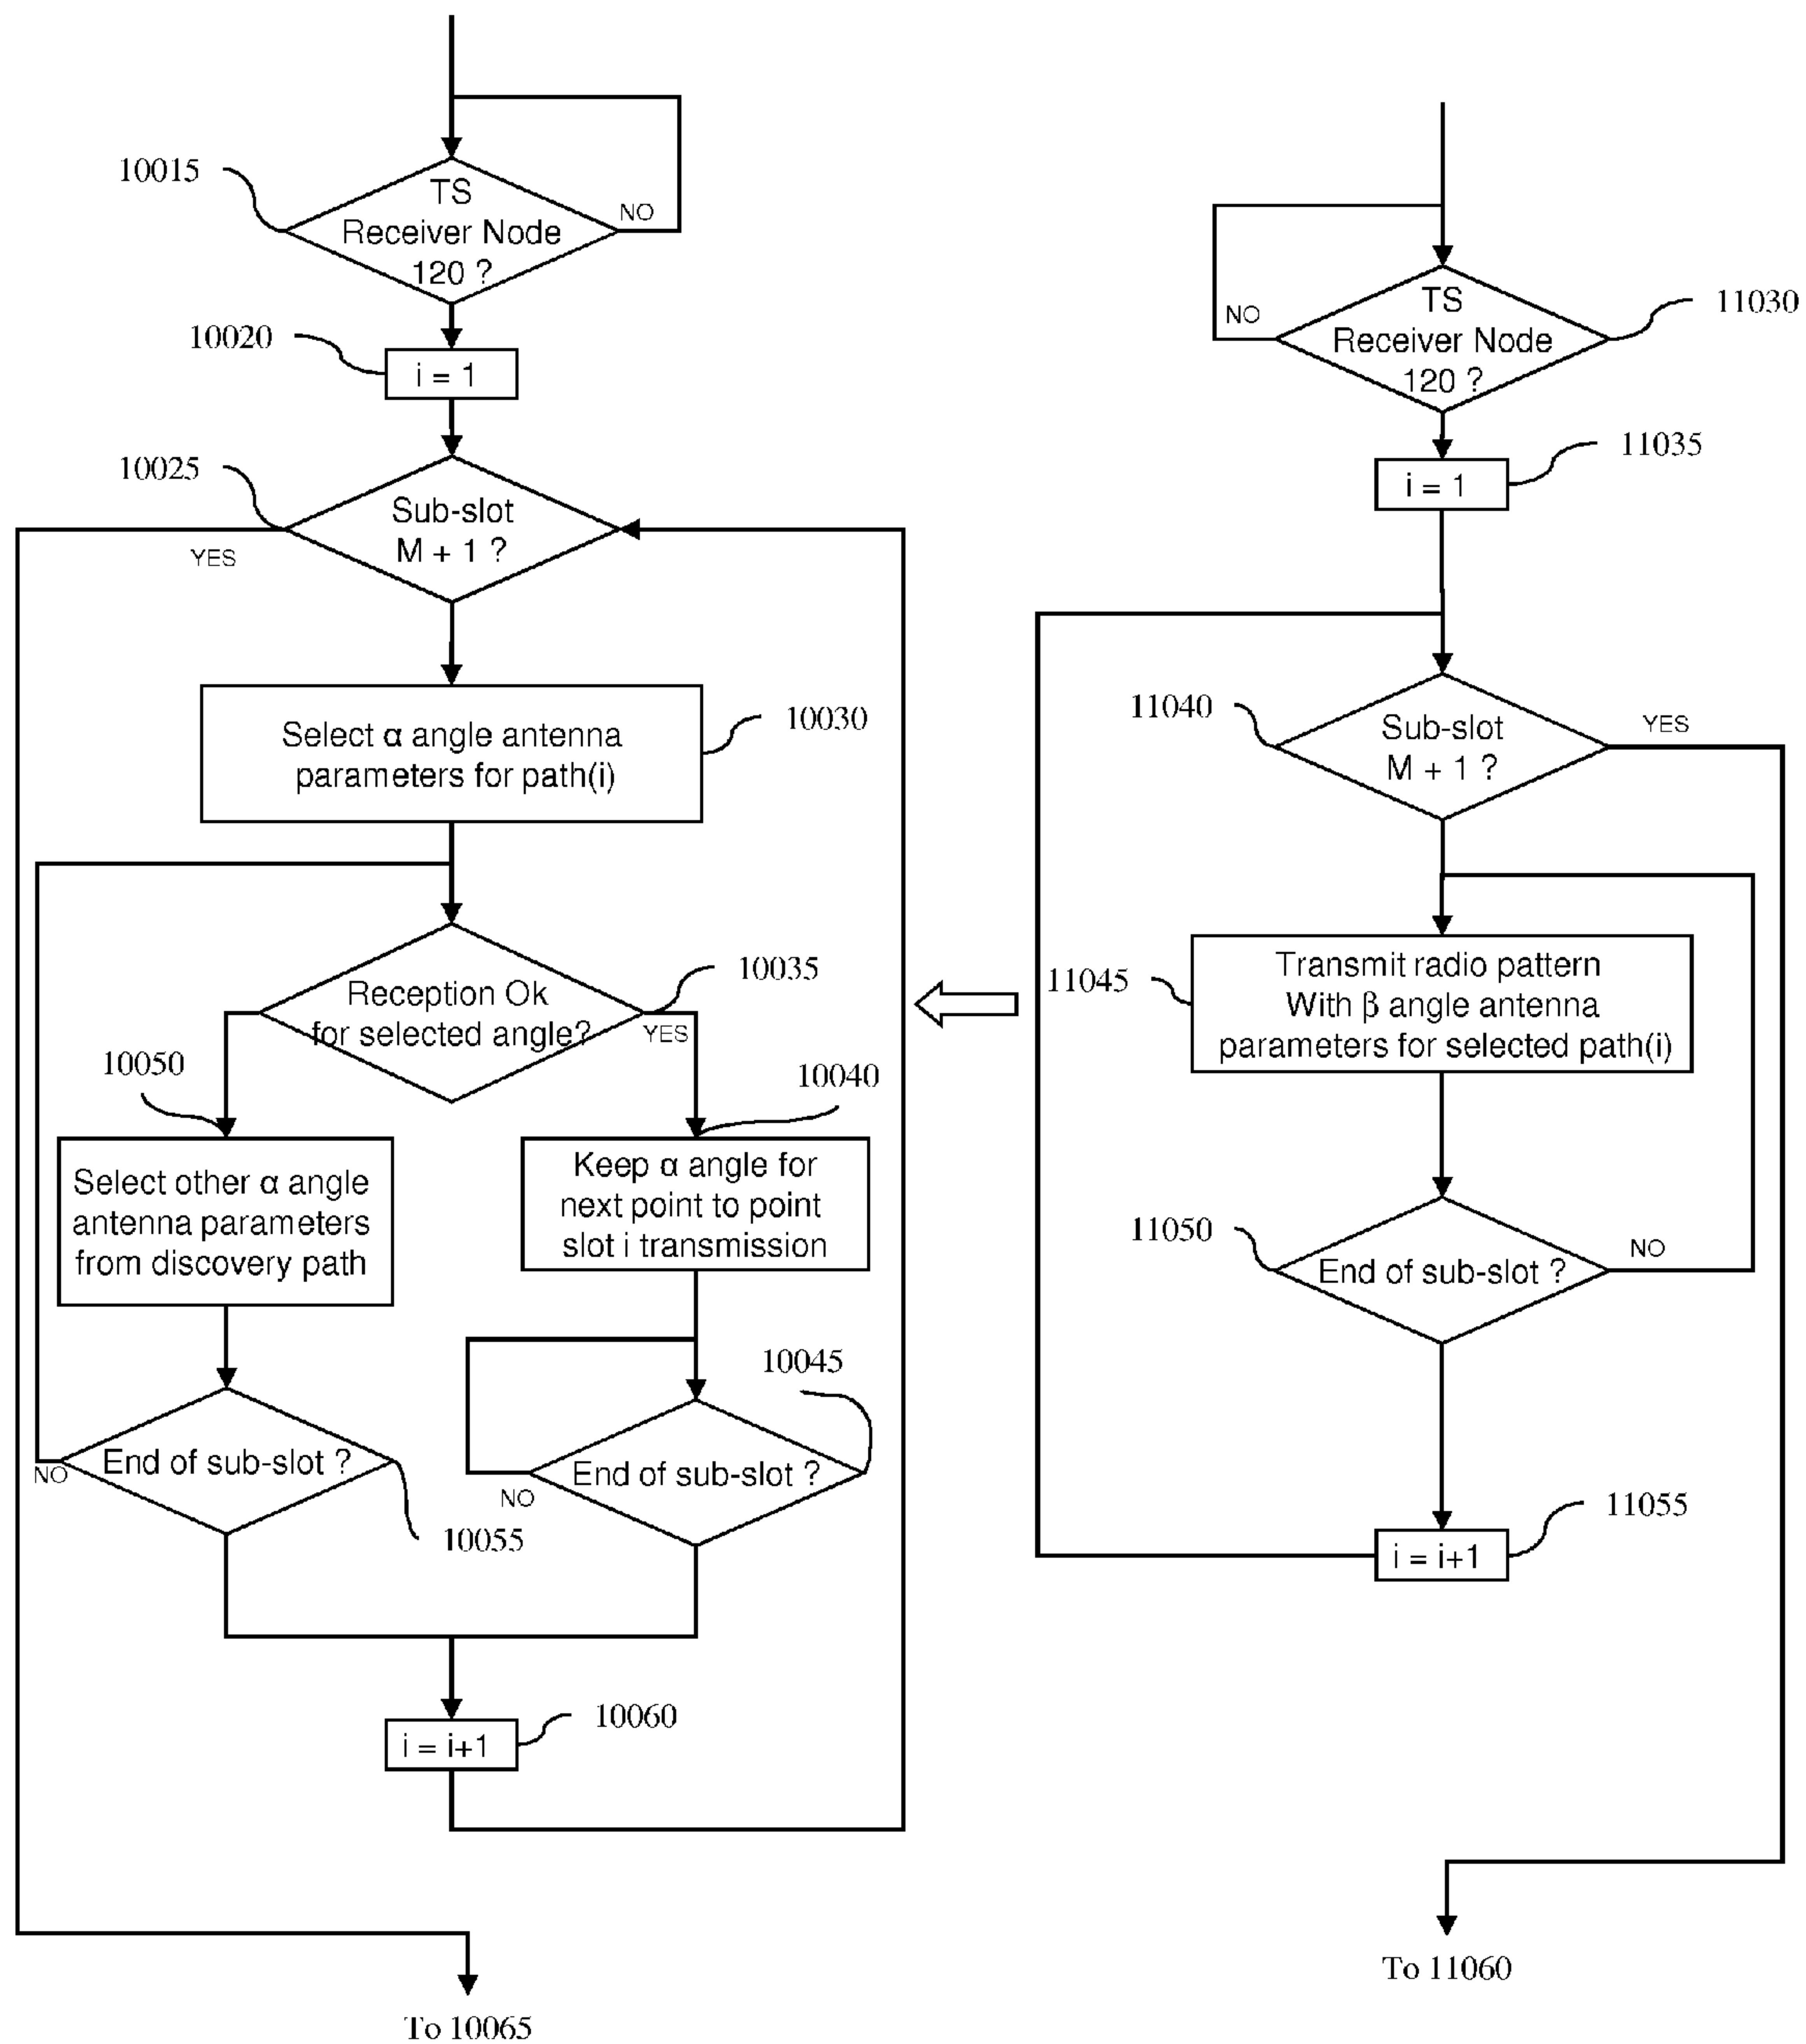 10015
TS
Receiver Node
120 ?
NO
10020
i = 1
10025
Sub-slot
M + 1 ?
YES
Select α angle antenna
parameters for path(i)
10030
Reception Ok
for selected angle?
10035
YES
10050
10040
Select other α angle
antenna parameters
from discovery path
Keep α angle for
next point to point
slot i transmission
10045
End of sub-slot ?
NO
10055
End of sub-slot ?
NO
i = i+1
10060
To 10065
TS
Receiver Node
120 ?
NO
11030
11035
i = 1
11040
Sub-slot
M + 1 ?
YES
11045
Transmit radio pattern
With β angle antenna
parameters for selected path(i)
11050
End of sub-slot ?
NO
11055
i = i+1
To 11060